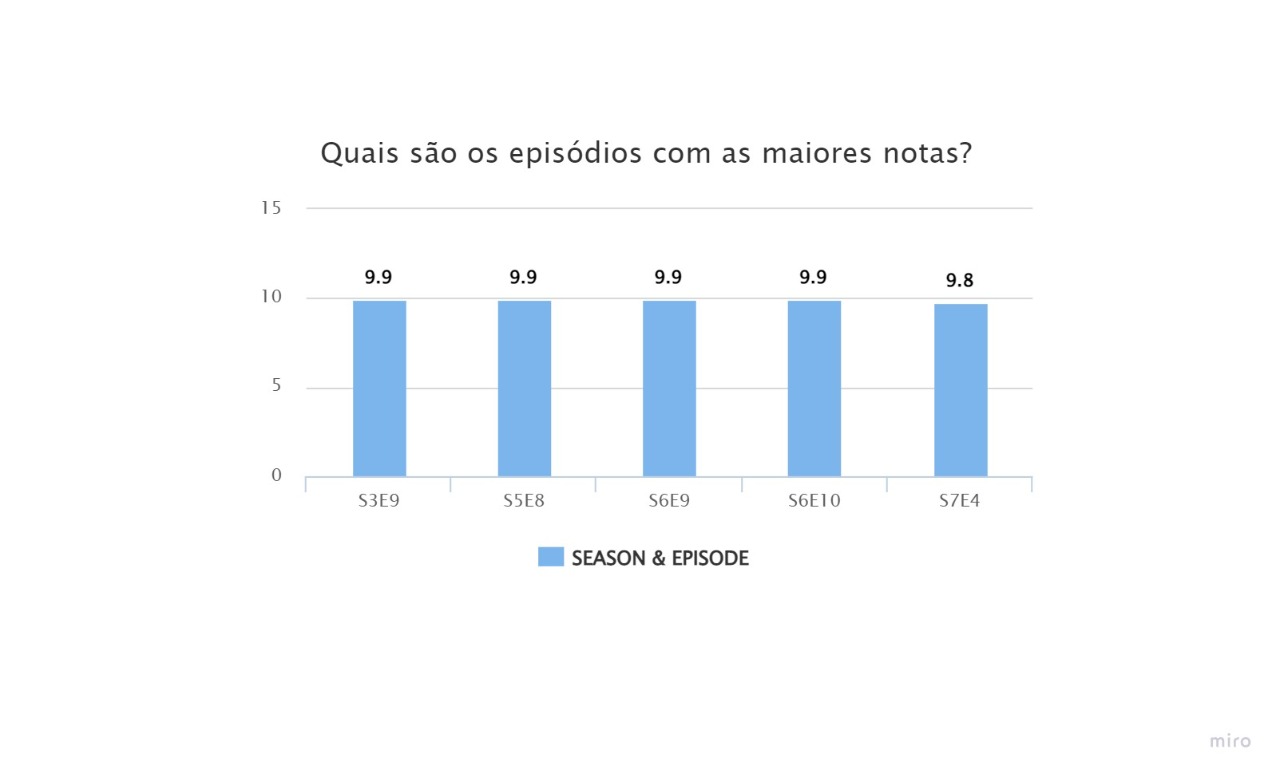 Quais são os episódios com as maiores notas?
15
10
5
0
9.9 9.9 9.9 9.9 9.8
S3E9 S5E8 S6E9 S6E10 S7E4
SEASON & EPISODE
miro